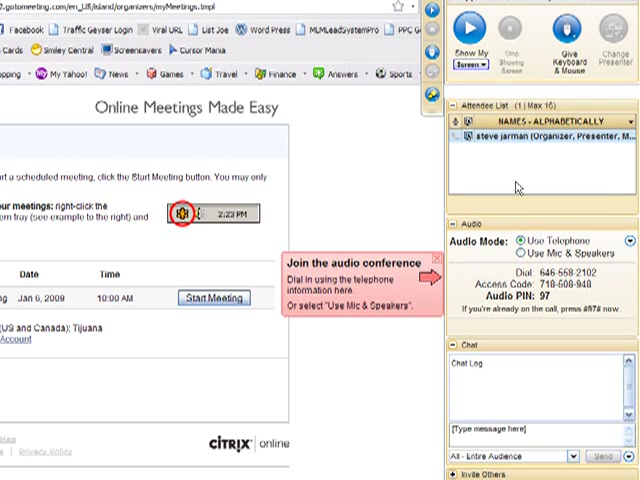 2.gotomeeting.com/en_US/island/organizers/myMeetings.tmpl
Facebook Traffic Geyser Login Viral URL List Joe Word Press MLMLeadSystemPro PPC
Cards Smiley Central Screensavers Cursor Mania
pping My Yahoo! News Games Travel Finance Answers Sports
Online Meetings Made Easy
rt a scheduled meeting, click the Start Meeting button. You may only
ur meetings: right-click the
em tray (see example to the right) and
2:23 PM
Date Time
ng Jan 6, 2009 10:00 AM Start Meeting
(US and Canada); Tijuana
Account
Privacy Policy
CITRIX online
Join the audio conference
Dial in using the telephone
information here.
Or select "Use Mic & Speakers".
Show My
Screen
Stop
Showing
Screen
Give
Keyboard
& Mouse
Change
Presenter
Attendee List (1 | Max 16)
NAMES - ALPHABETICALLY
steve jarman (Organizer, Presenter, M...
Audio
Audio Mode: Use Telephone
Use Mic & Speakers
Dial: 646-558-2102
Access Code: 718-608-948
Audio PIN: 97
If you're already on the call, press #97# now.
Chat
Chat Log
[Type message here]
All - Entire Audience Send
Invite Others